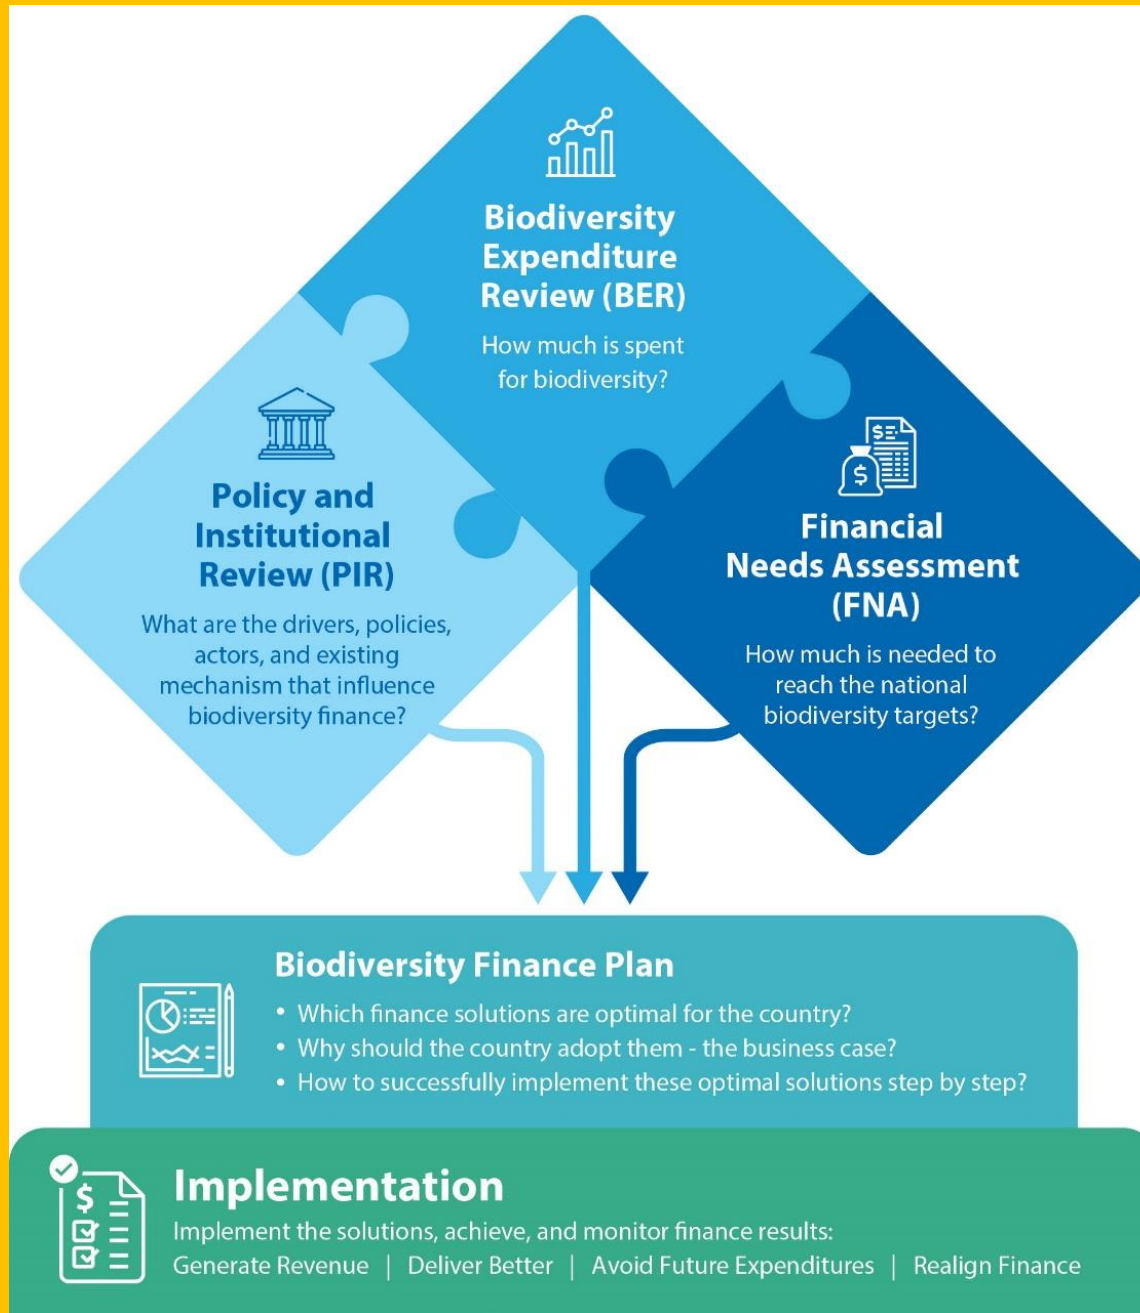 Biodiversity
Expenditure
Review (BER)
How much is spent
for biodiversity?
Policy and
Institutional
Review (PIR)
What are the drivers, policies,
actors, and existing
mechanism that influence
biodiversity finance?
$
$
Financial
Needs Assessment
(FNA)
How much is needed to
reach the national
biodiversity targets?
Biodiversity Finance Plan
• Which finance solutions are optimal for the country?
• Why should the country adopt them - the business case?
• How to successfully implement these optimal solutions step by step?
$
Implementation
Implement the solutions, achieve, and monitor finance results:
Generate Revenue | Deliver Better | Avoid Future Expenditures | Realign Finance